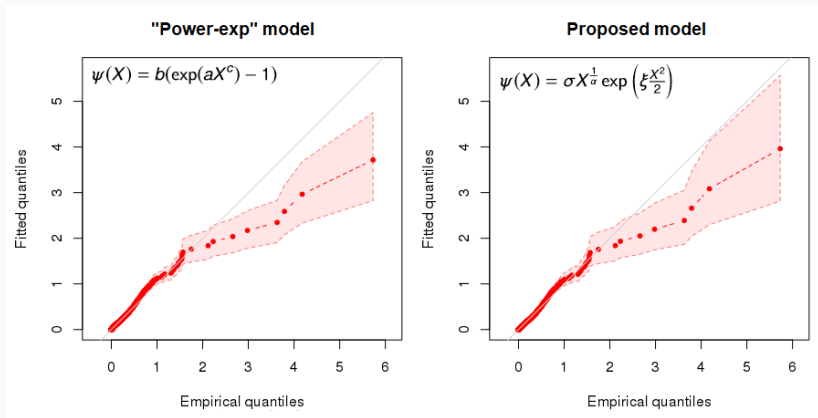 "Power-exp" model
ψ(X) = b(exp(aX^c) − 1)
Fitted quantiles
5
4
3
2
1
0
0 1 2 3 4 5 6
Empirical quantiles
Proposed model
ψ(X) = σX^{1/α} exp (ξ X²/2)
Fitted quantiles
5
4
3
2
1
0
0 1 2 3 4 5 6
Empirical quantiles